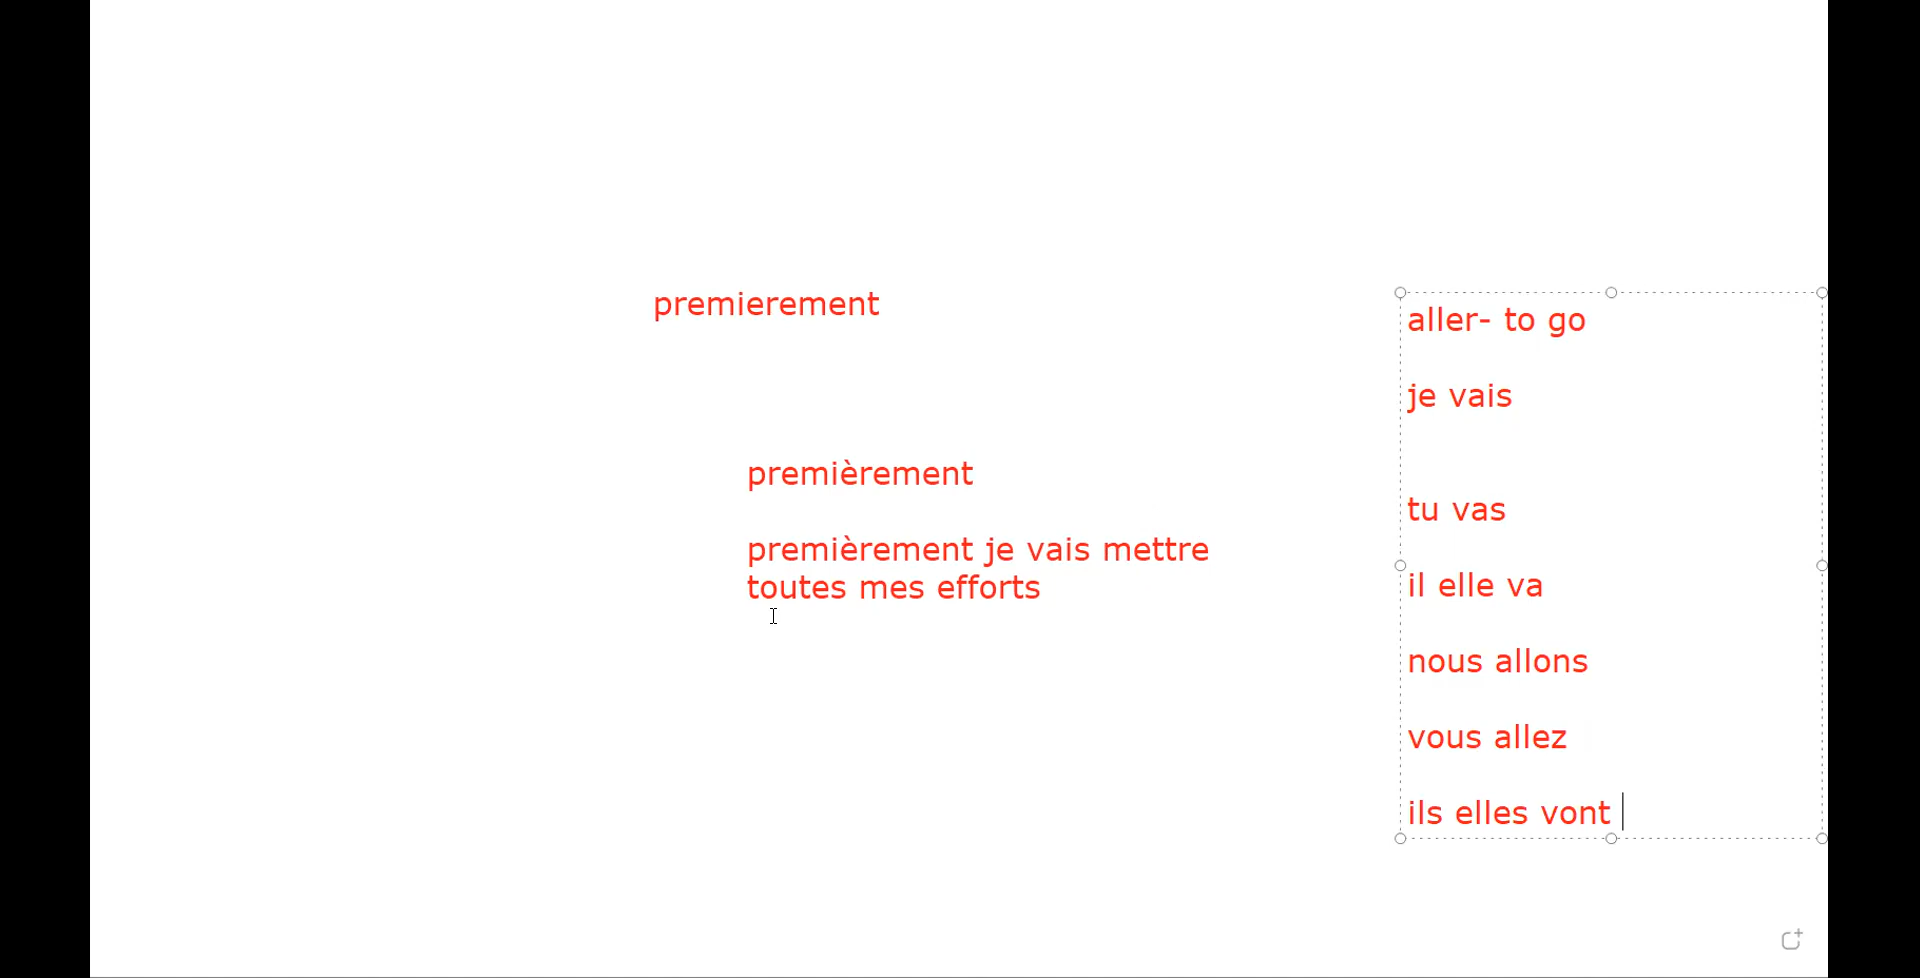 premierement
premièrement
premièrement je vais mettre
toutes mes efforts
aller- to go
je vais
tu vas
il elle va
nous allons
vous allez
ils elles vont